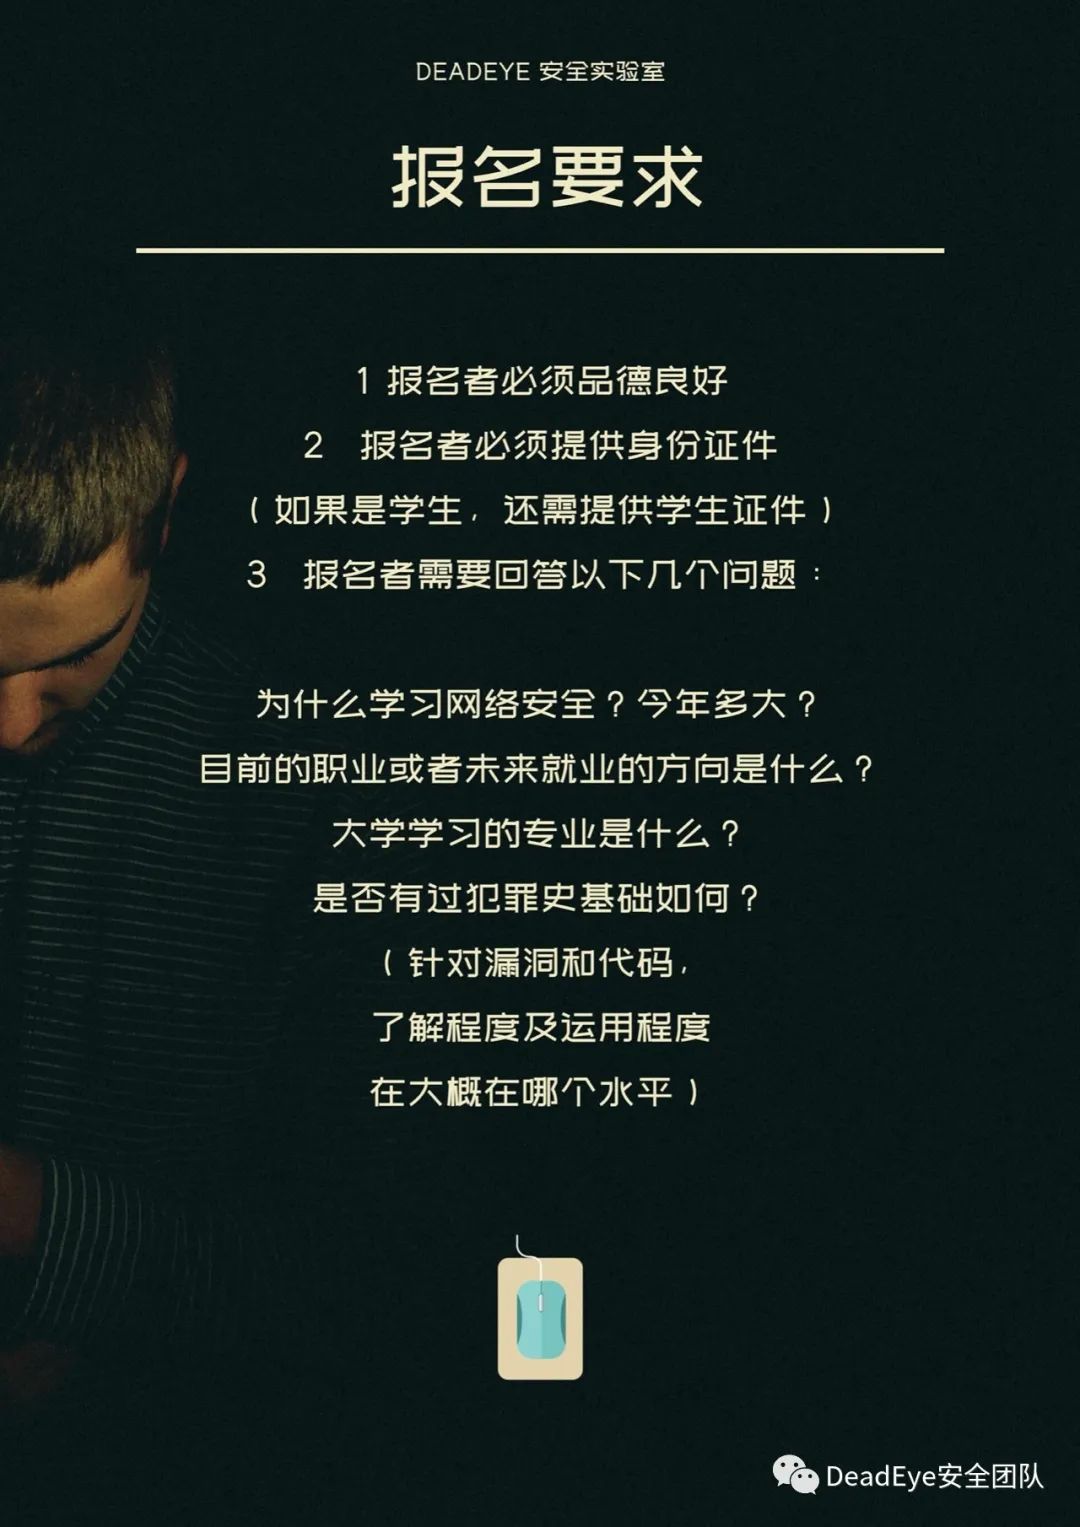 DEADEYE 安全实验室
报名要求
1 报名者必须品德良好
2 报名者必须提供身份证件
（如果是学生，还需提供学生证件）
3 报名者需要回答以下几个问题：
为什么学习网络安全？今年多大？
目前的职业或者未来就业的方向是什么？
大学学习的专业是什么？
是否有过犯罪史基础如何？
（针对漏洞和代码，
了解程度及运用程度
在大概在哪个水平）
DeadEye安全团队